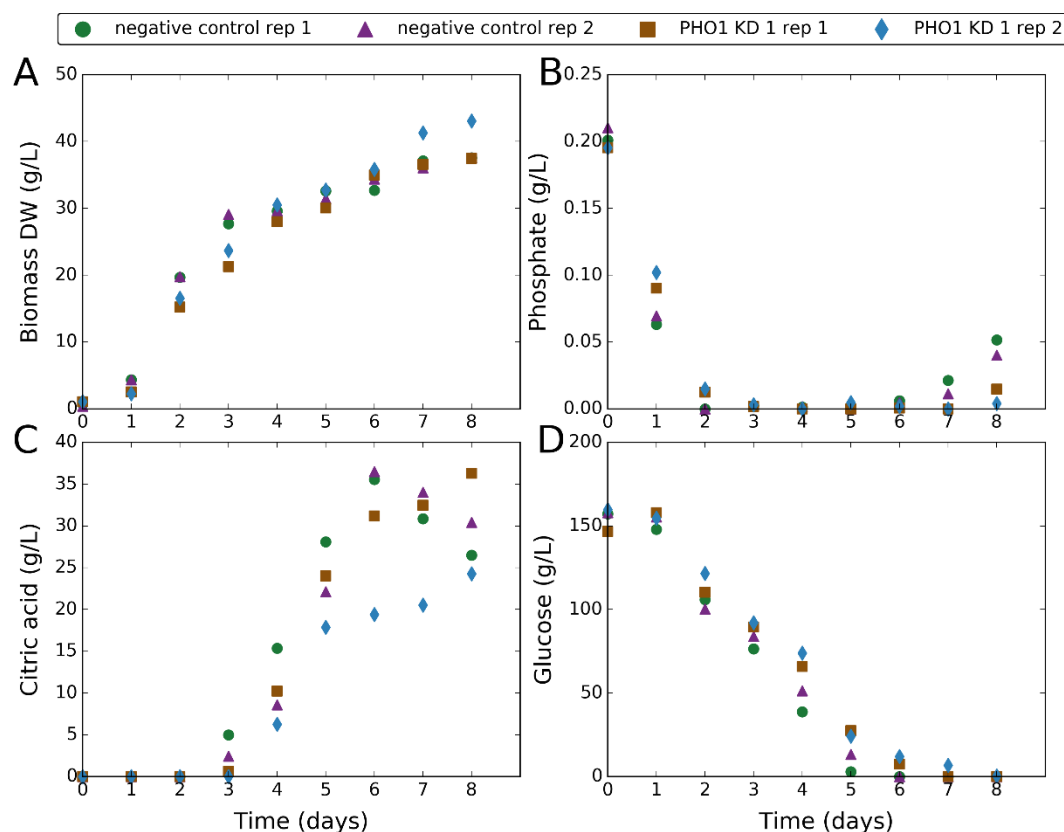 negative control rep 1 negative control rep 2 PHO1 KD 1 rep 1 PHO1 KD 1 rep 2
A
Biomass DW (g/L)
50
40
30
20
10
0
0 1 2 3 4 5 6 7 8
B
Phosphate (g/L)
0.25
0.20
0.15
0.10
0.05
0.00
0 1 2 3 4 5 6 7 8
C
Citric acid (g/L)
40
35
30
25
20
15
10
5
0
0 1 2 3 4 5 6 7 8
Time (days)
D
Glucose (g/L)
200
150
100
50
0
0 1 2 3 4 5 6 7 8
Time (days)